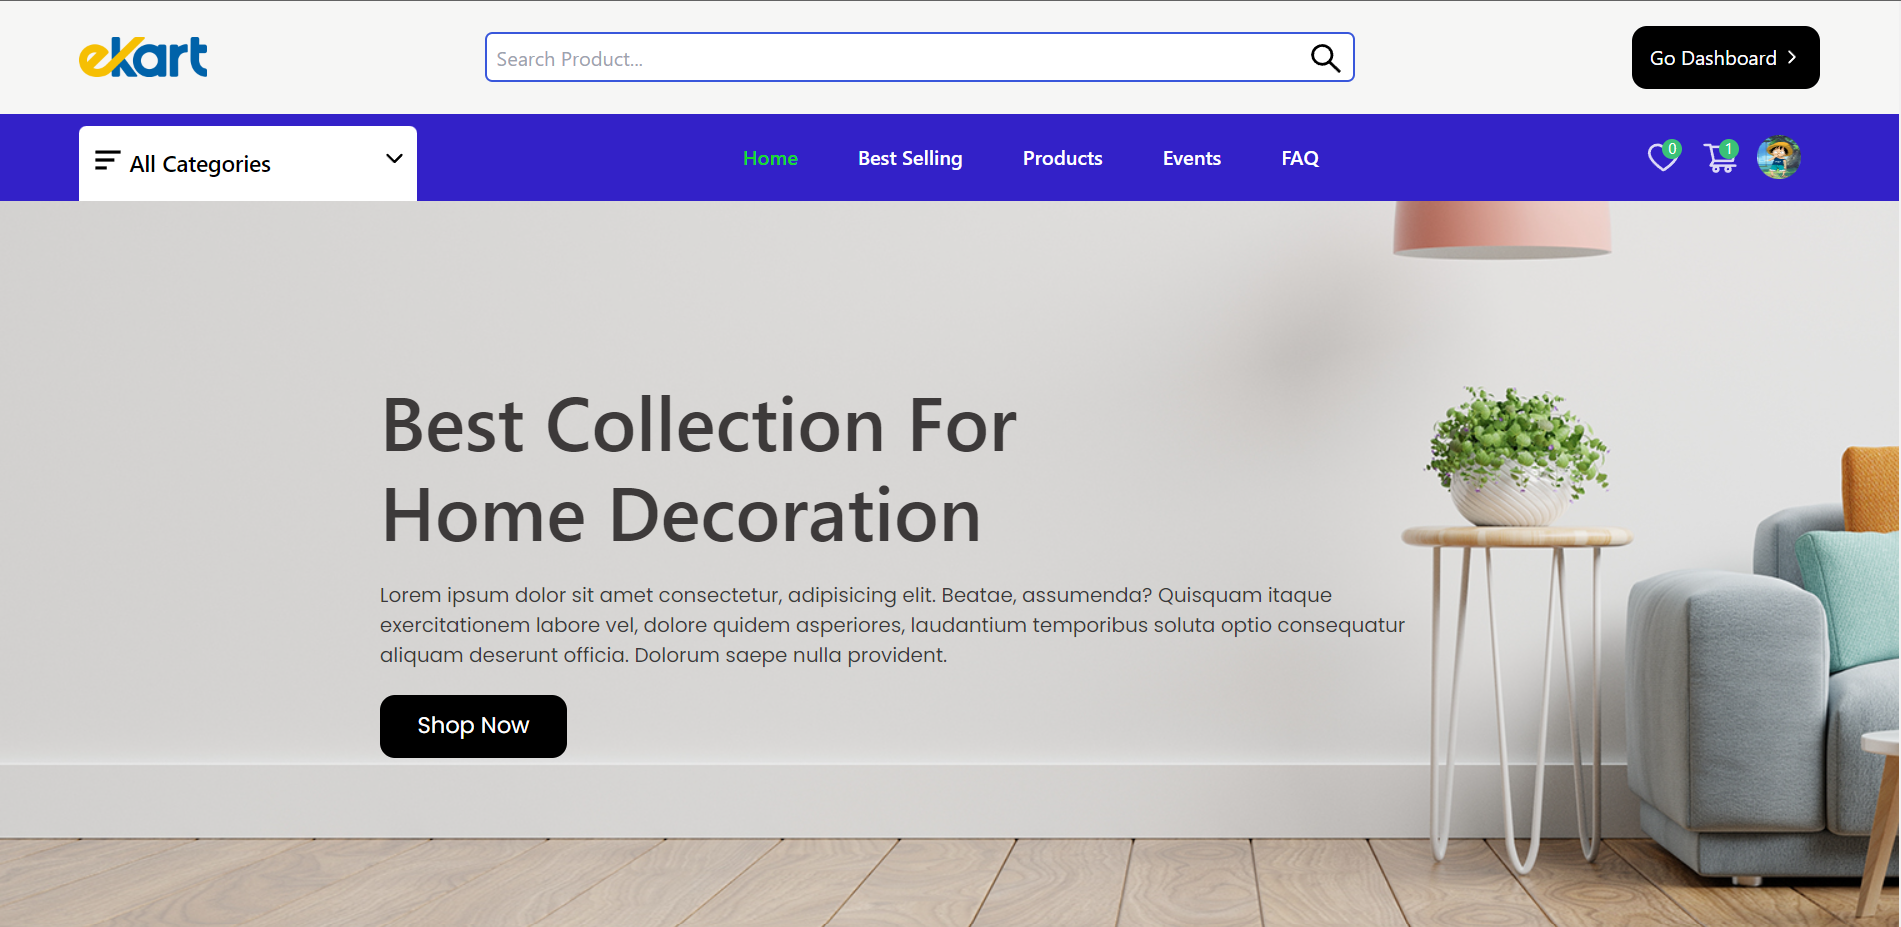 eKart
Search Product...
Go Dashboard
All Categories
Home
Best Selling
Products
Events
FAQ
0
1
Best Collection For
Home Decoration
Lorem ipsum dolor sit amet consectetur, adipisicing elit. Beatae, assumenda? Quisquam itaque
exercitationem labore vel, dolore quidem asperiores, laudantium temporibus soluta optio consequatur
aliquam deserunt officia. Dolorum saepe nulla provident.
Shop Now